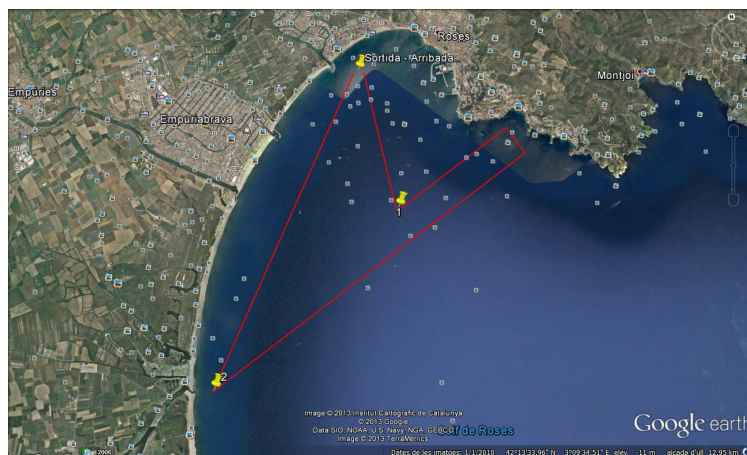 N
Roses
Sortida - Arribada
Montjoi
Empúries
Empuriabrava
1
2
Image © 2013 Institut Cartogràfic de Catalunya
© 2013 Google
Data SIO, NOAA, U.S. Navy, NGA, GEBCO
Image © 2013 TerraMetrics
Golf de Roses
Google earth
2006
Dates de les imatges: 1/1/2010 42°13'33.96" N 3°09'34.51" E elev. -11 m alçada d'ull 12.95 km